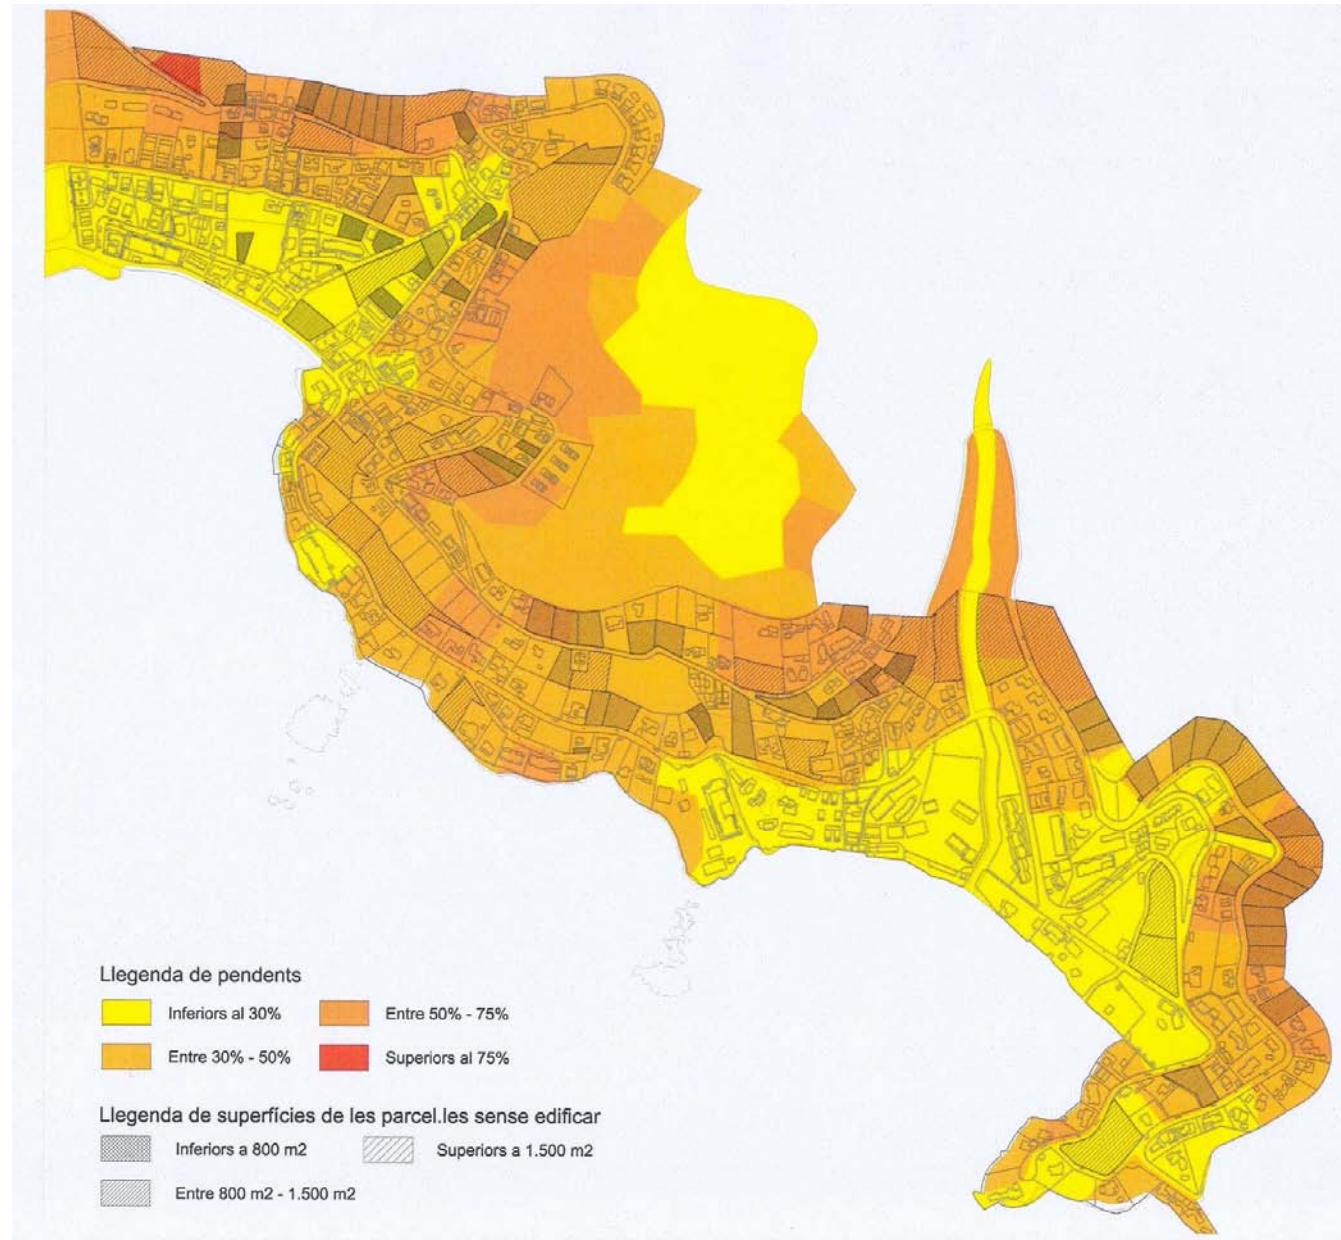 Llegenda de pendents
Inferiors al 30%
Entre 50% - 75%
Entre 30% - 50%
Superiors al 75%
Llegenda de superfícies de les parcel.les sense edificar
Inferiors a 800 m2
Superiors a 1.500 m2
Entre 800 m2 - 1.500 m2